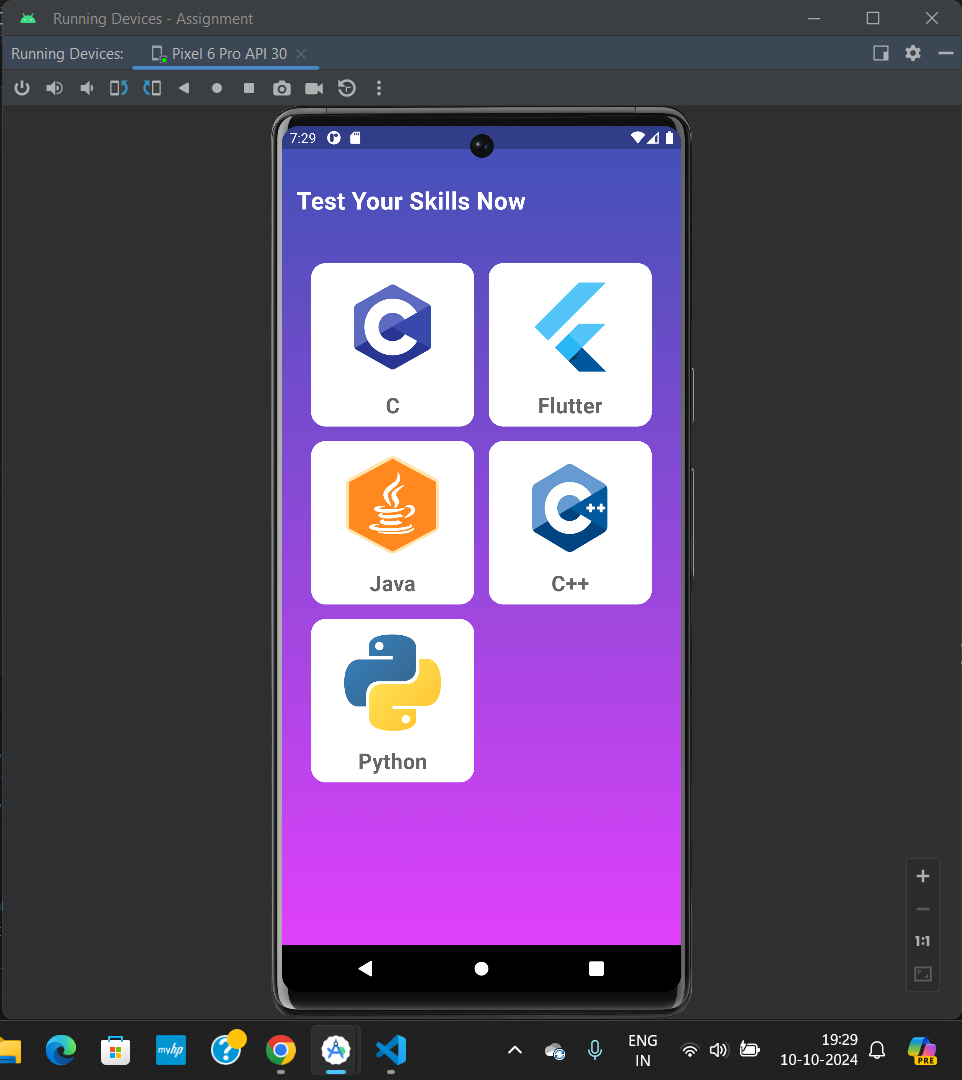 Running Devices - Assignment
Running Devices:
Pixel 6 Pro API 30
7:29
Test Your Skills Now
C
Flutter
Java
C++
Python
1:1
myhp
PRE
ENG
IN
19:29
10-10-2024